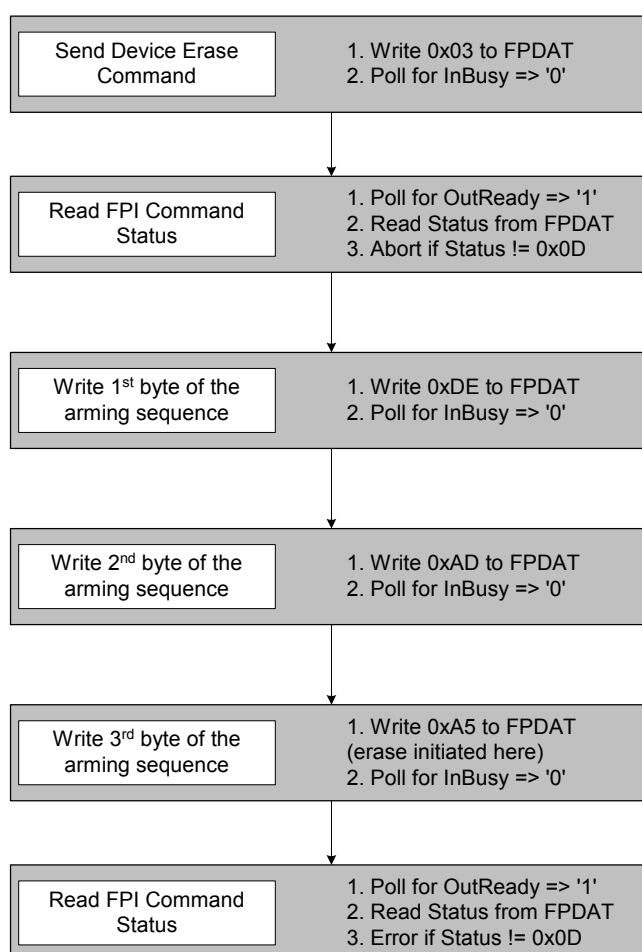 Send Device Erase
Command
1. Write 0x03 to FPDAT
2. Poll for InBusy => '0'
Read FPI Command
Status
1. Poll for OutReady => '1'
2. Read Status from FPDAT
3. Abort if Status != 0x0D
Write 1st byte of the
arming sequence
1. Write 0xDE to FPDAT
2. Poll for InBusy => '0'
Write 2nd byte of the
arming sequence
1. Write 0xAD to FPDAT
2. Poll for InBusy => '0'
Write 3rd byte of the
arming sequence
1. Write 0xA5 to FPDAT
(erase initiated here)
2. Poll for InBusy => '0'
Read FPI Command
Status
1. Poll for OutReady => '1'
2. Read Status from FPDAT
3. Error if Status != 0x0D